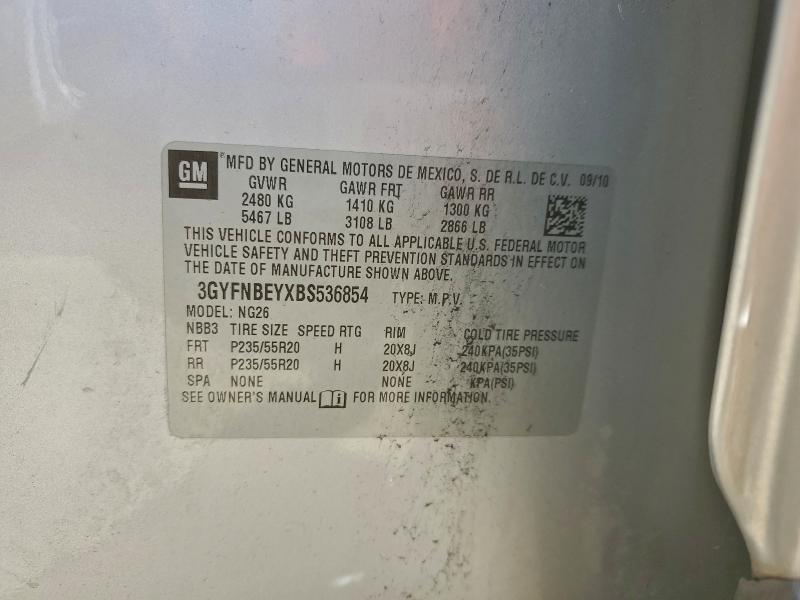 GM ® MFD BY GENERAL MOTORS DE MEXICO, S. DE R.L. DE C.V. 09/10
GVWR GAWR FRT GAWR RR
2480 KG 1410 KG 1300 KG
5467 LB 3108 LB 2866 LB
THIS VEHICLE CONFORMS TO ALL APPLICABLE U.S. FEDERAL MOTOR
VEHICLE SAFETY AND THEFT PREVENTION STANDARDS IN EFFECT ON
THE DATE OF MANUFACTURE SHOWN ABOVE.
3GYFNBEYXBS536854 TYPE: M.P.V.
MODEL: NG26
NBB3 TIRE SIZE SPEED RTG RIM COLD TIRE PRESSURE
FRT P235/55R20 H 20X8J 240KPA(35PSI)
RR P235/55R20 H 20X8J 240KPA(35PSI)
SPA NONE NONE KPA(PSI)
SEE OWNER'S MANUAL i FOR MORE INFORMATION.